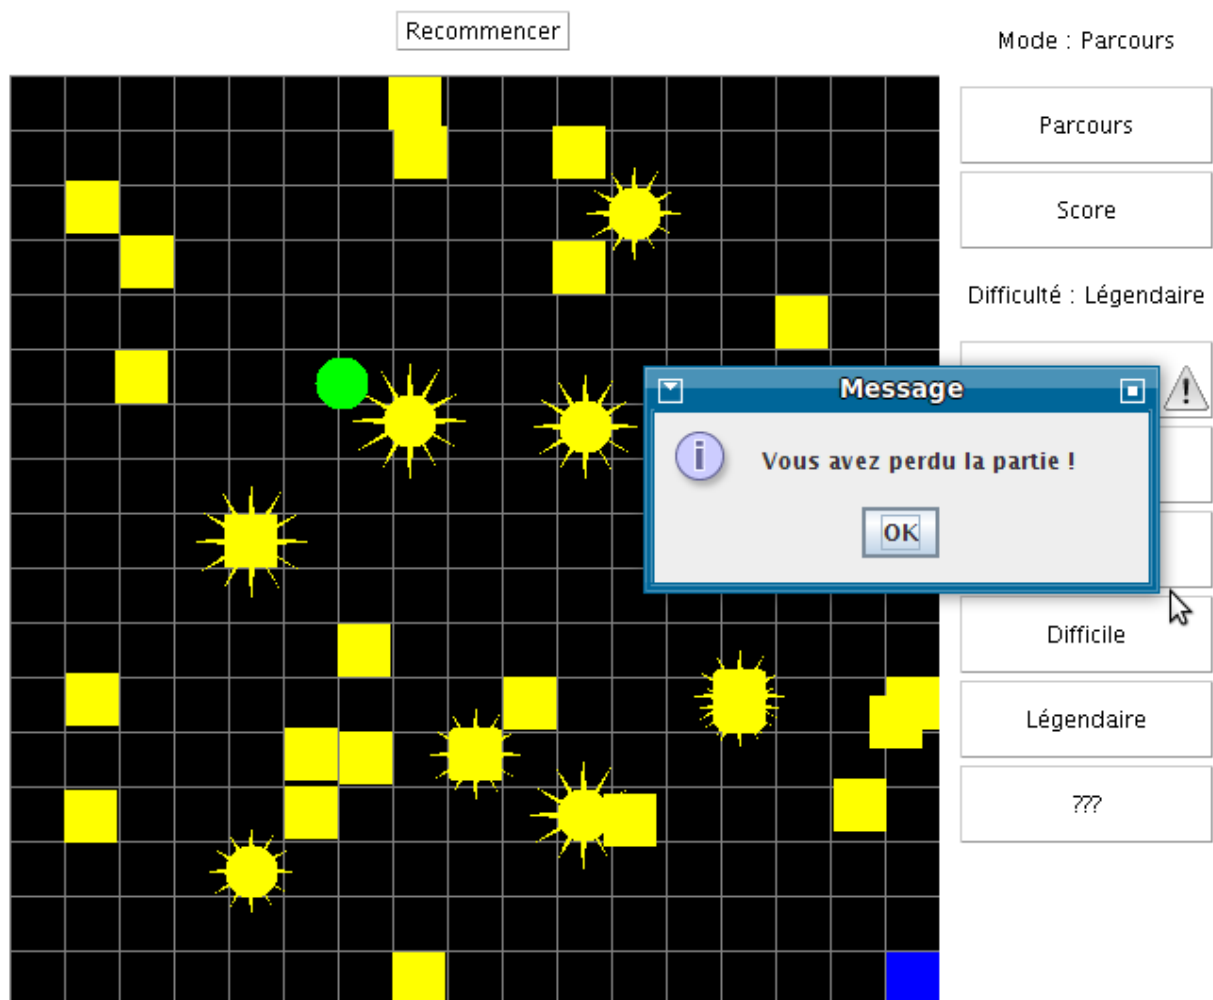 Recommencer
Mode : Parcours
Parcours
Score
Difficulté : Légendaire
Message
Vous avez perdu la partie !
OK
Difficile
Légendaire
???